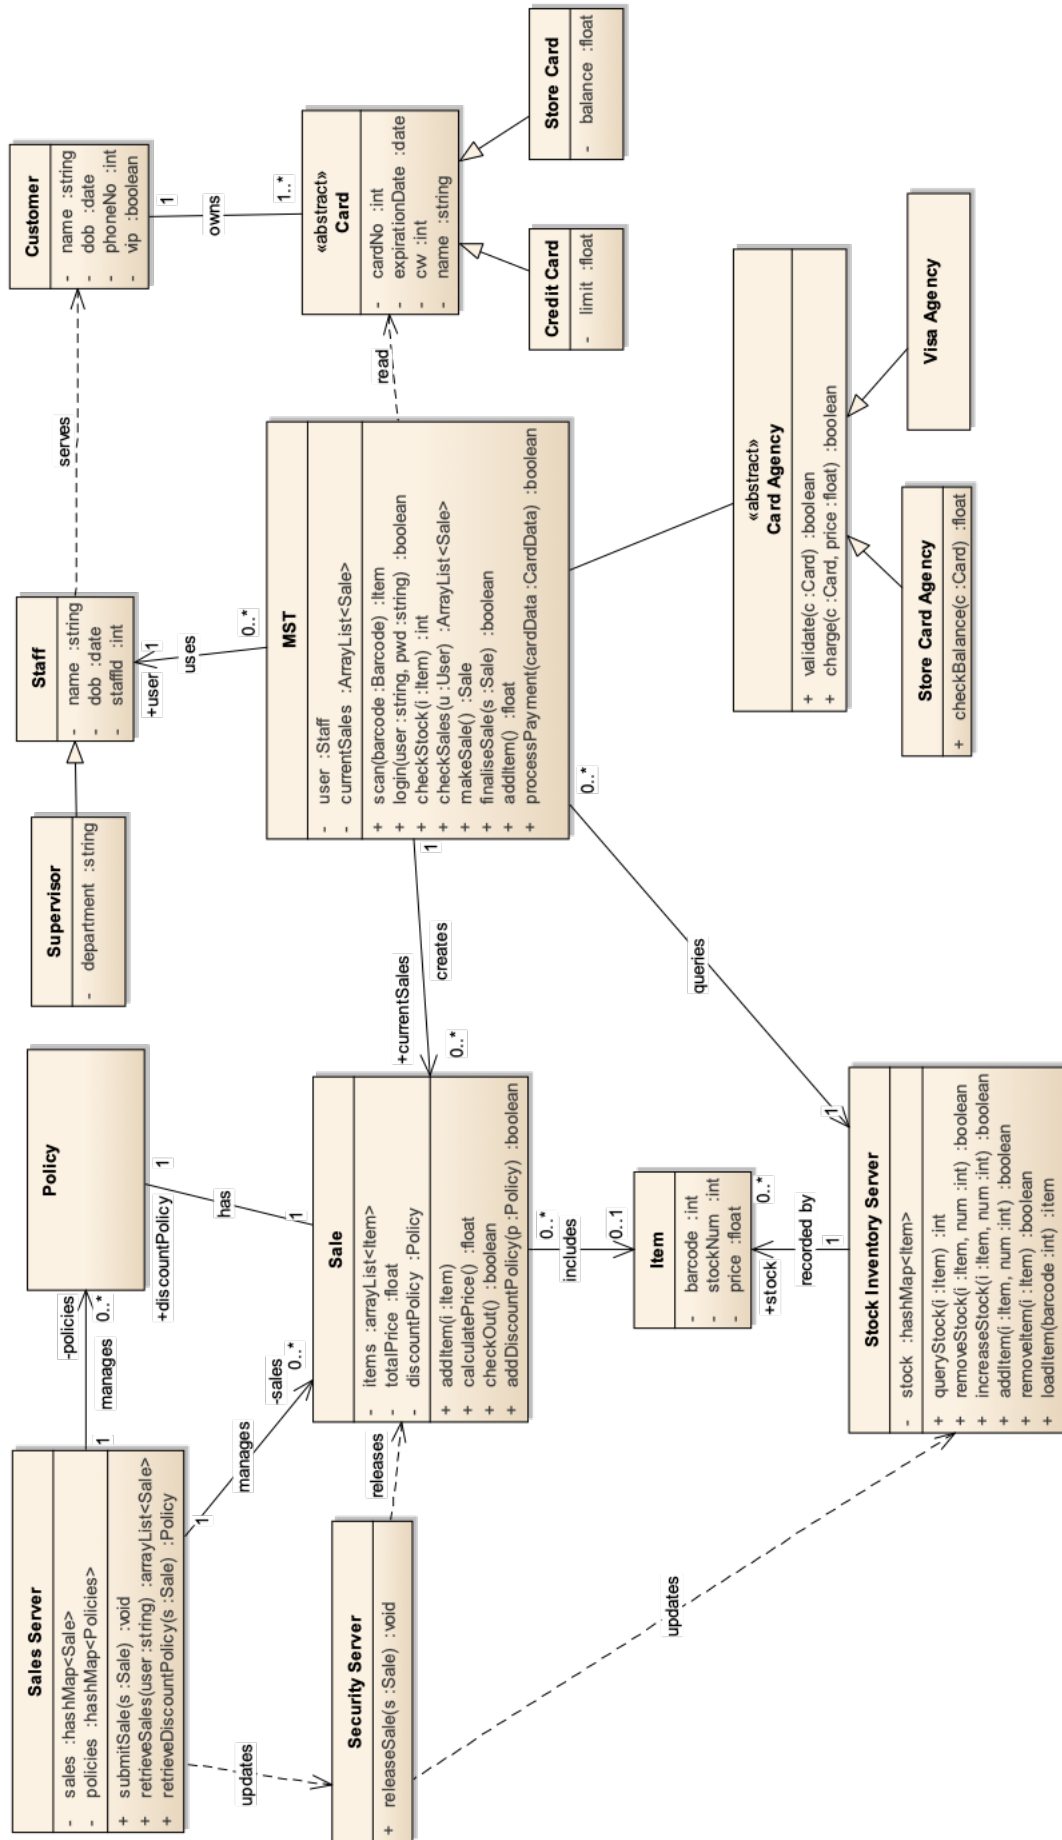 Sales Server
- sales :hashMap<Sale>
- policies :hashMap<Policies>
+ submitSale(s :Sale) :void
+ retrieveSales(user :string) :arrayList<Sale>
+ retrieveDiscountPolicy(s :Sale) :Policy
1
manages
-policies
0..*
Policy
+discountPolicy
1
has
1
1
manages
-sales
0..*
updates
Security Server
+ releaseSale(s :Sale) :void
releases
updates
Sale
- items :arrayList<Item>
- totalPrice :float
- discountPolicy :Policy
+ addItem(i :Item)
+ calculatePrice() :float
+ checkOut() :boolean
+ addDiscountPolicy(p :Policy) :boolean
+currentSales
0..*
creates
1
0..*
includes
0..1
Item
- barcode :int
- stockNum :int
- price :float
+stock
0..*
recorded by
1
Stock Inventory Server
- stock :hashMap<Item>
+ queryStock(i :Item) :int
+ removeStock(i :Item, num :int) :boolean
+ increaseStock(i :Item, num :int) :boolean
+ addItem(i :Item, num :int) :boolean
+ removeItem(i :Item) :boolean
+ loadItem(barcode :int) :item
1
queries
0..*
Supervisor
- department :string
Staff
- name :string
- dob :date
- staffId :int
serves
+user
1
uses
0..*
MST
- user :Staff
- currentSales :ArrayList<Sale>
+ scan(barcode :Barcode) :Item
+ login(user :string, pwd :string) :boolean
+ checkStock(i :Item) :int
+ checkSales(u :User) :ArrayList<Sale>
+ makeSale() :Sale
+ finaliseSale(s :Sale) :boolean
+ addItem() :float
+ processPayment(cardData :CardData) :boolean
read
Customer
- name :string
- dob :date
- phoneNo :int
- vip :boolean
1
owns
1..*
«abstract»
Card
- cardNo :int
- expirationDate :date
- cvv :int
- name :string
Credit Card
- limit :float
Store Card
- balance :float
«abstract»
Card Agency
+ validate(c :Card) :boolean
+ charge(c :Card, price :float) :boolean
Store Card Agency
+ checkBalance(c :Card) :float
Visa Agency